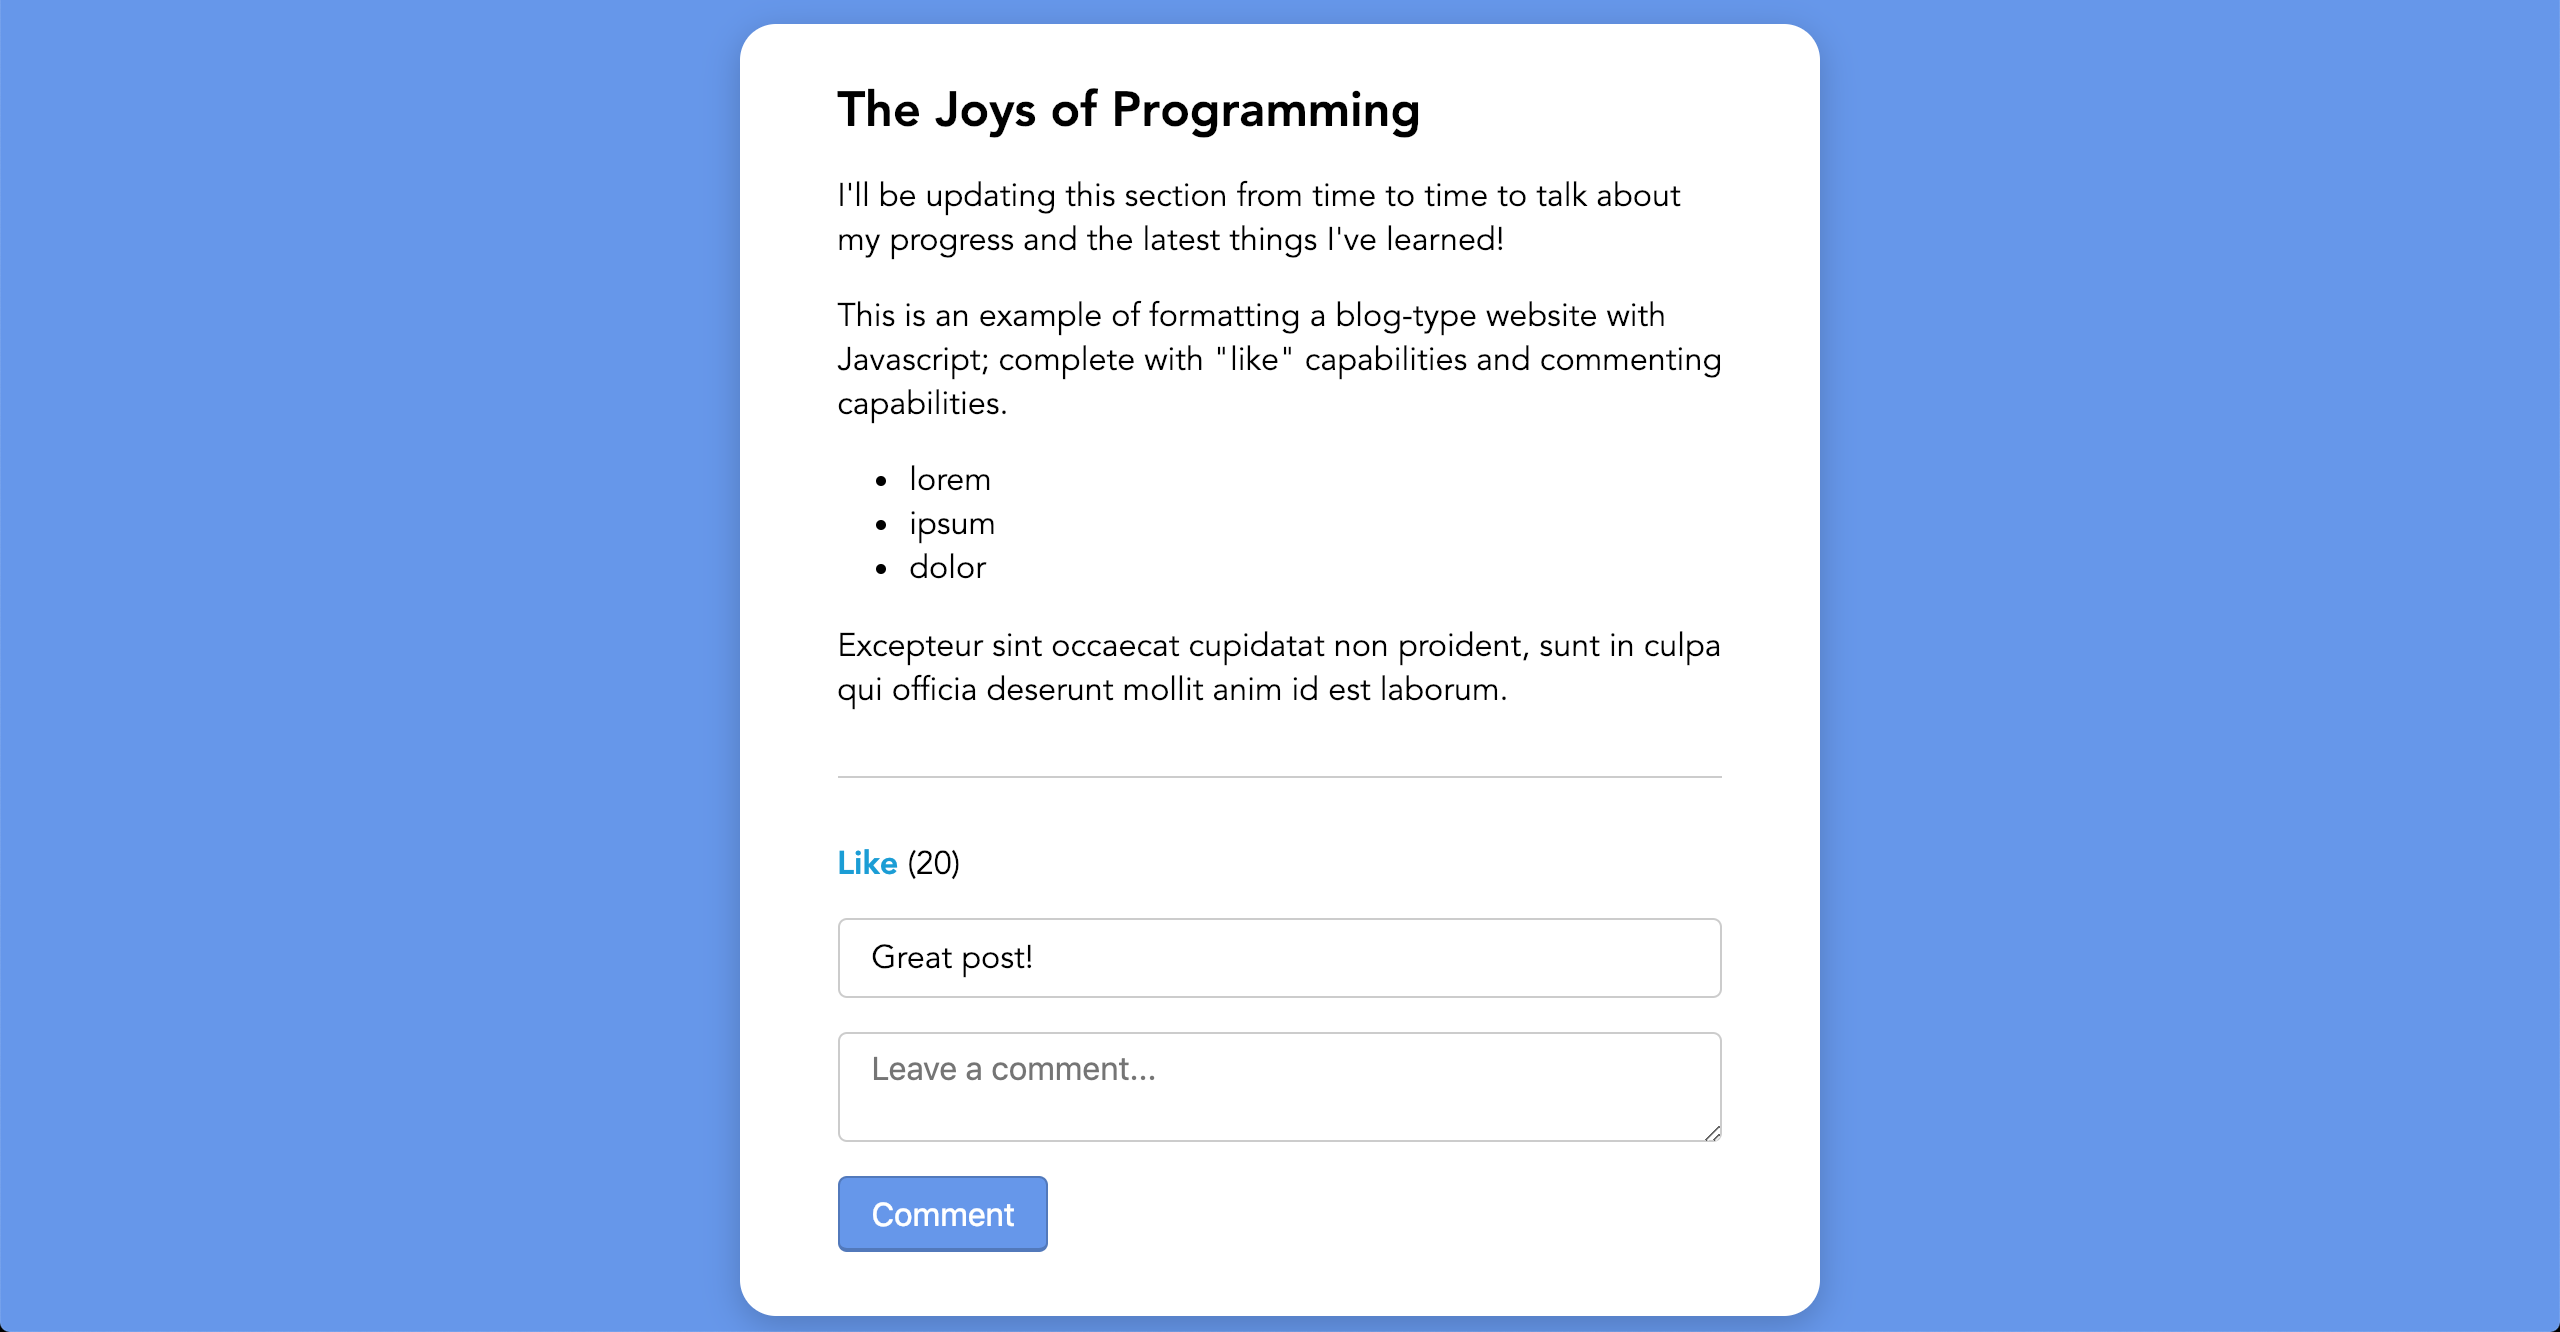 The Joys of Programming
I'll be updating this section from time to time to talk about
my progress and the latest things I've learned!
This is an example of formatting a blog-type website with
Javascript; complete with "like" capabilities and commenting
capabilities.
• lorem
• ipsum
• dolor
Excepteur sint occaecat cupidatat non proident, sunt in culpa
qui officia deserunt mollit anim id est laborum.
Like (20)
Great post!
Leave a comment...
Comment